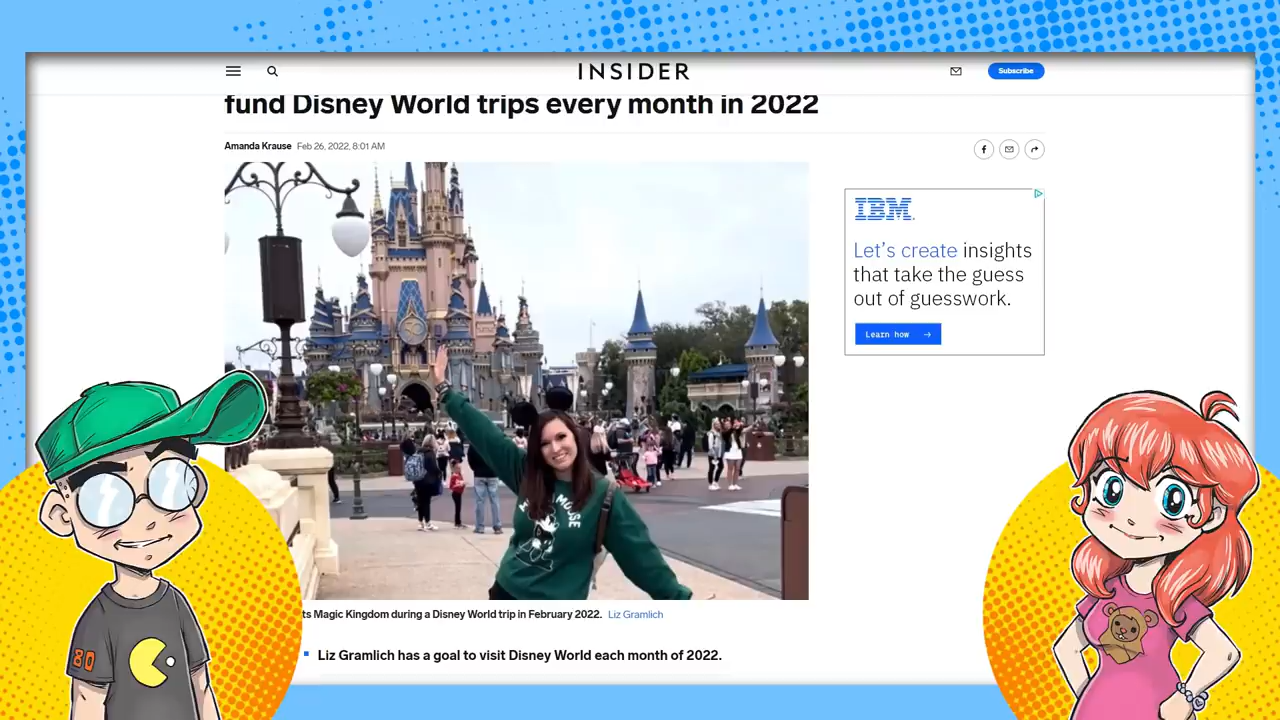 INSIDER
Subscribe
fund Disney World trips every month in 2022
Amanda Krause Feb 26, 2022, 8:01 AM
IBM
Let's create insights
that take the guess
out of guesswork.
Learn how →
MOUSE
ts Magic Kingdom during a Disney World trip in February 2022. Liz Gramlich
Liz Gramlich has a goal to visit Disney World each month of 2022.
80